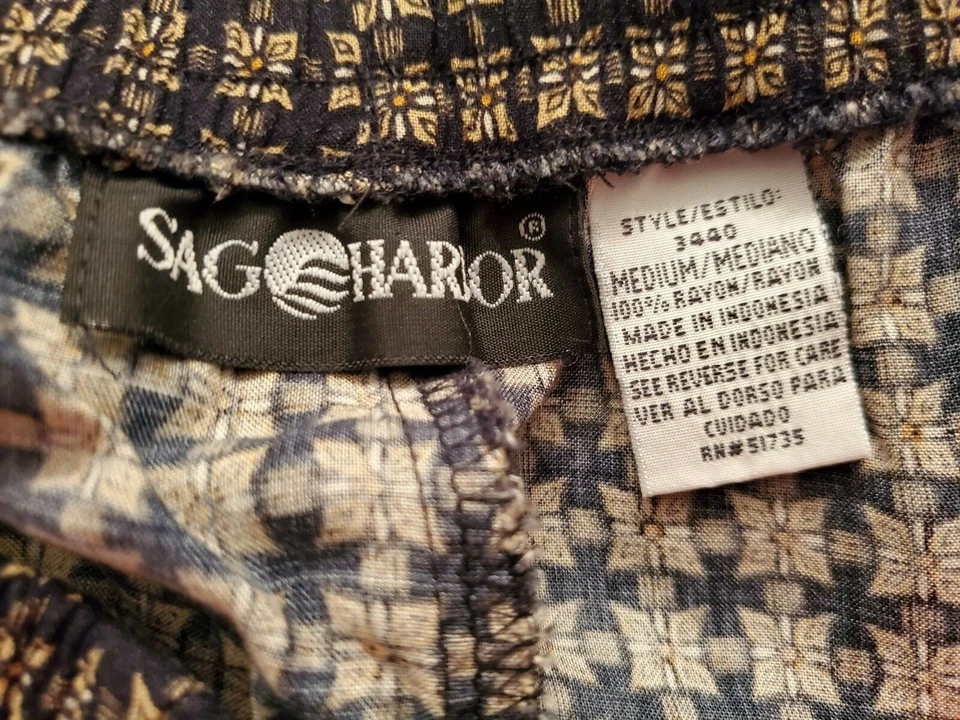 SAG HARBOR®
STYLE/ESTILO:
3440
MEDIUM/MEDIANO
100% RAYON/RAYON
MADE IN INDONESIA
HECHO EN INDONESIA
SEE REVERSE FOR CARE
VER AL DORSO PARA
CUIDADO
RN#51735